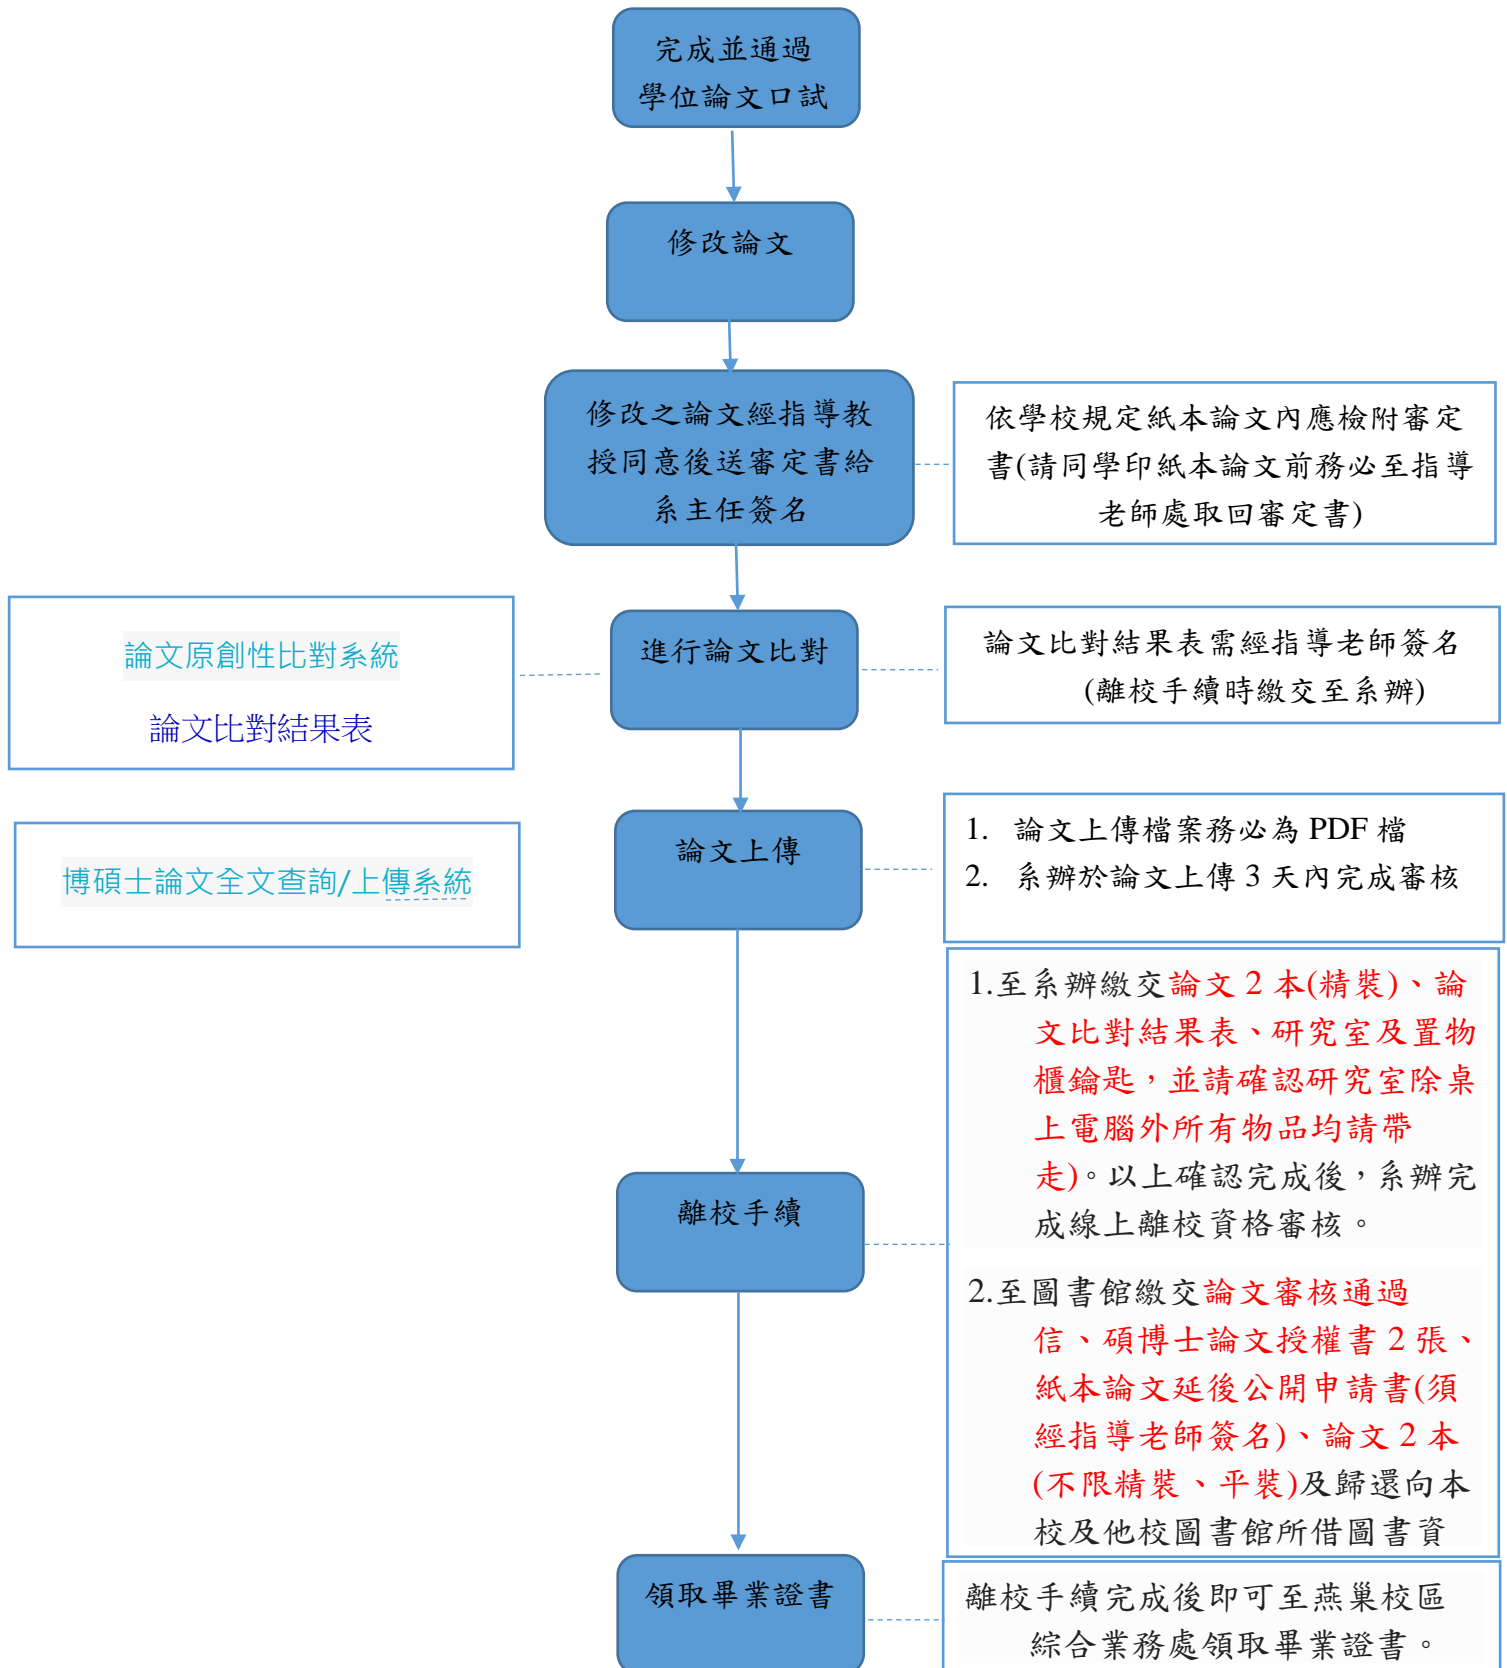 完成並通過
學位論文口試
修改論文
修改之論文經指導教
授同意後送審定書給
系主任簽名
依學校規定紙本論文內應檢附審定
書(請同學印紙本論文前務必至指導
老師處取回審定書)
論文原創性比對系統
論文比對結果表
進行論文比對
論文比對結果表需經指導老師簽名
(離校手續時繳交至系辦)
博碩士論文全文查詢/上傳系統
論文上傳
1. 論文上傳檔案務必為 PDF 檔
2. 系辦於論文上傳 3 天內完成審核
離校手續
1.至系辦繳交論文 2 本(精裝)、論
文比對結果表、研究室及置物
櫃鑰匙，並請確認研究室除桌
上電腦外所有物品均請帶
走)。以上確認完成後，系辦完
成線上離校資格審核。
2.至圖書館繳交論文審核通過
信、碩博士論文授權書 2 張、
紙本論文延後公開申請書(須
經指導老師簽名)、論文 2 本
(不限精裝、平裝)及歸還向本
校及他校圖書館所借圖書資
領取畢業證書
離校手續完成後即可至燕巢校區
綜合業務處領取畢業證書。